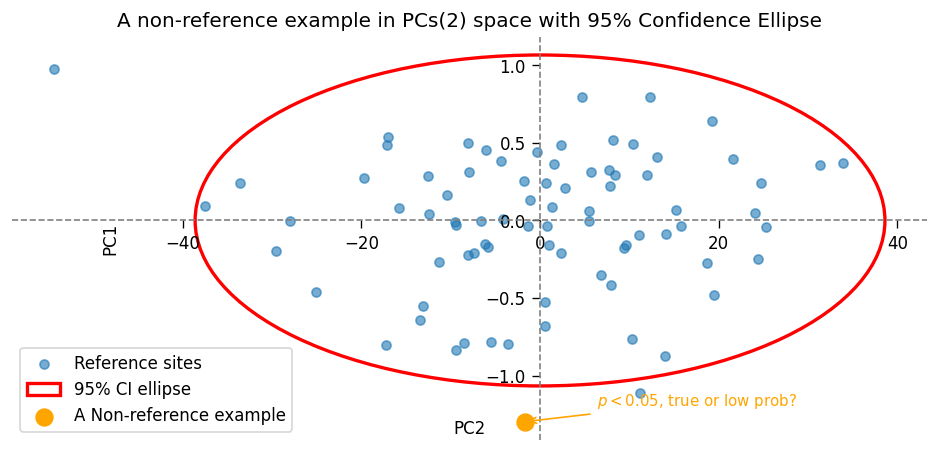 A non-reference example in PCs(2) space with 95% Confidence Ellipse
1.0
0.5
0.0
−0.5
−1.0
−40
−20
0
20
40
PC1
PC2
Reference sites
95% CI ellipse
A Non-reference example
p < 0.05, true or low prob?